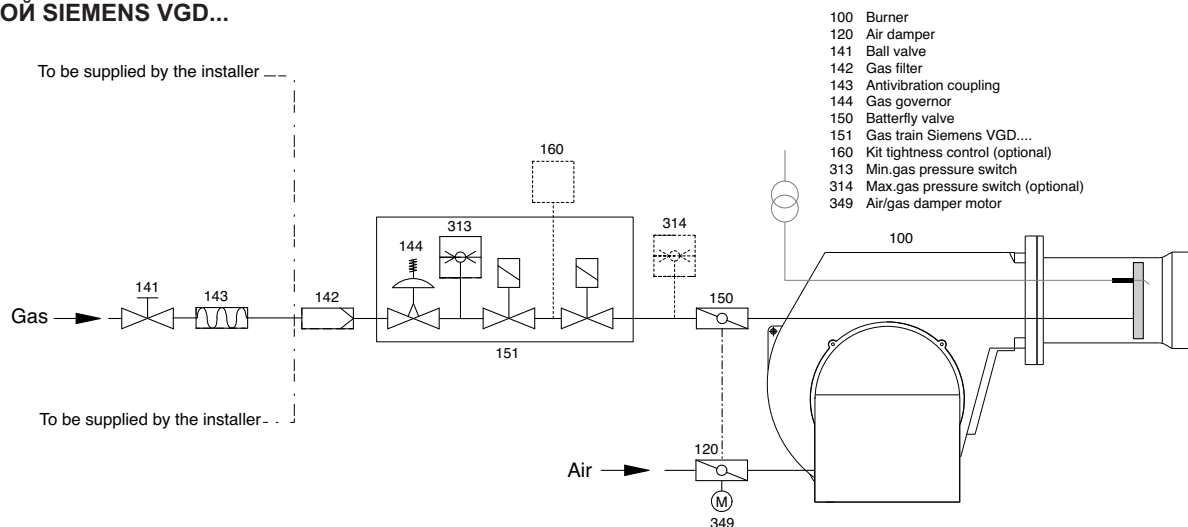 ОЙ SIEMENS VGD...
100 Burner
120 Air damper
141 Ball valve
142 Gas filter
143 Antivibration coupling
144 Gas governor
150 Batterfly valve
151 Gas train Siemens VGD....
160 Kit tightness control (optional)
313 Min.gas pressure switch
314 Max.gas pressure switch (optional)
349 Air/gas damper motor
To be supplied by the installer
160
313
314
144
100
141
143
142
150
Gas
151
To be supplied by the installer
120
Air
M
349